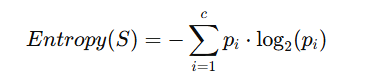 Entropy(S) = − ∑_{i=1}^{c} p_i · log_2(p_i)